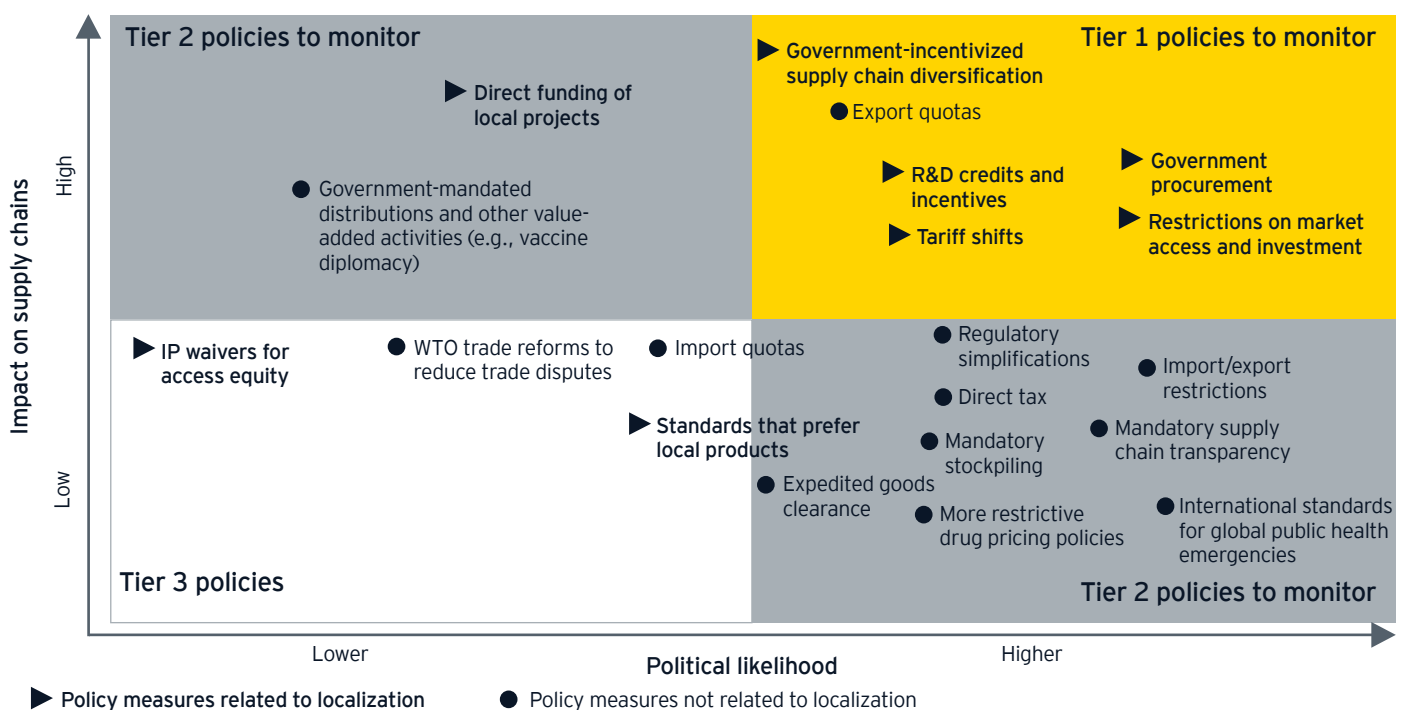 Tier 2 policies to monitor
Direct funding of
local projects
Government-mandated
distributions and other value-
added activities (e.g., vaccine
diplomacy)
Tier 1 policies to monitor
Government-incentivized
supply chain diversification
Export quotas
R&D credits and
incentives
Tariff shifts
Government
procurement
Restrictions on market
access and investment
Impact on supply chains
High
Low
IP waivers for
access equity
WTO trade reforms to
reduce trade disputes
Import quotas
Standards that prefer
local products
Tier 3 policies
Regulatory
simplifications
Import/export
restrictions
Direct tax
Mandatory
stockpiling
Mandatory supply
chain transparency
Expedited goods
clearance
More restrictive
drug pricing policies
International standards
for global public health
emergencies
Tier 2 policies to monitor
Lower
Political likelihood
Higher
Policy measures related to localization
Policy measures not related to localization